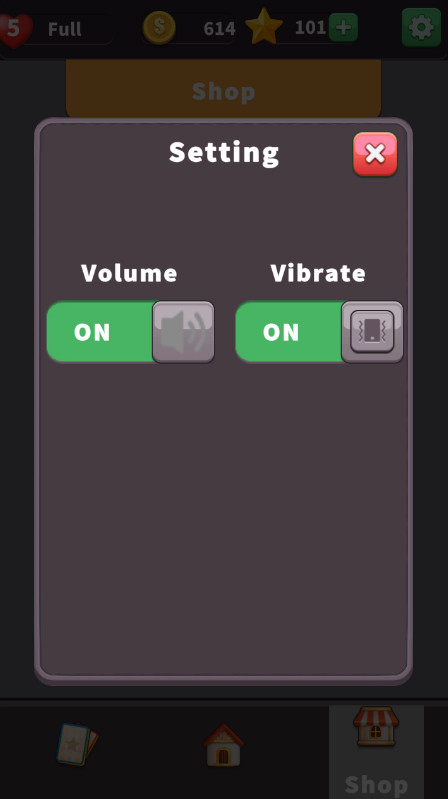 5 Full 614 101 +
Shop
Setting
Volume Vibrate
ON ON
Shop